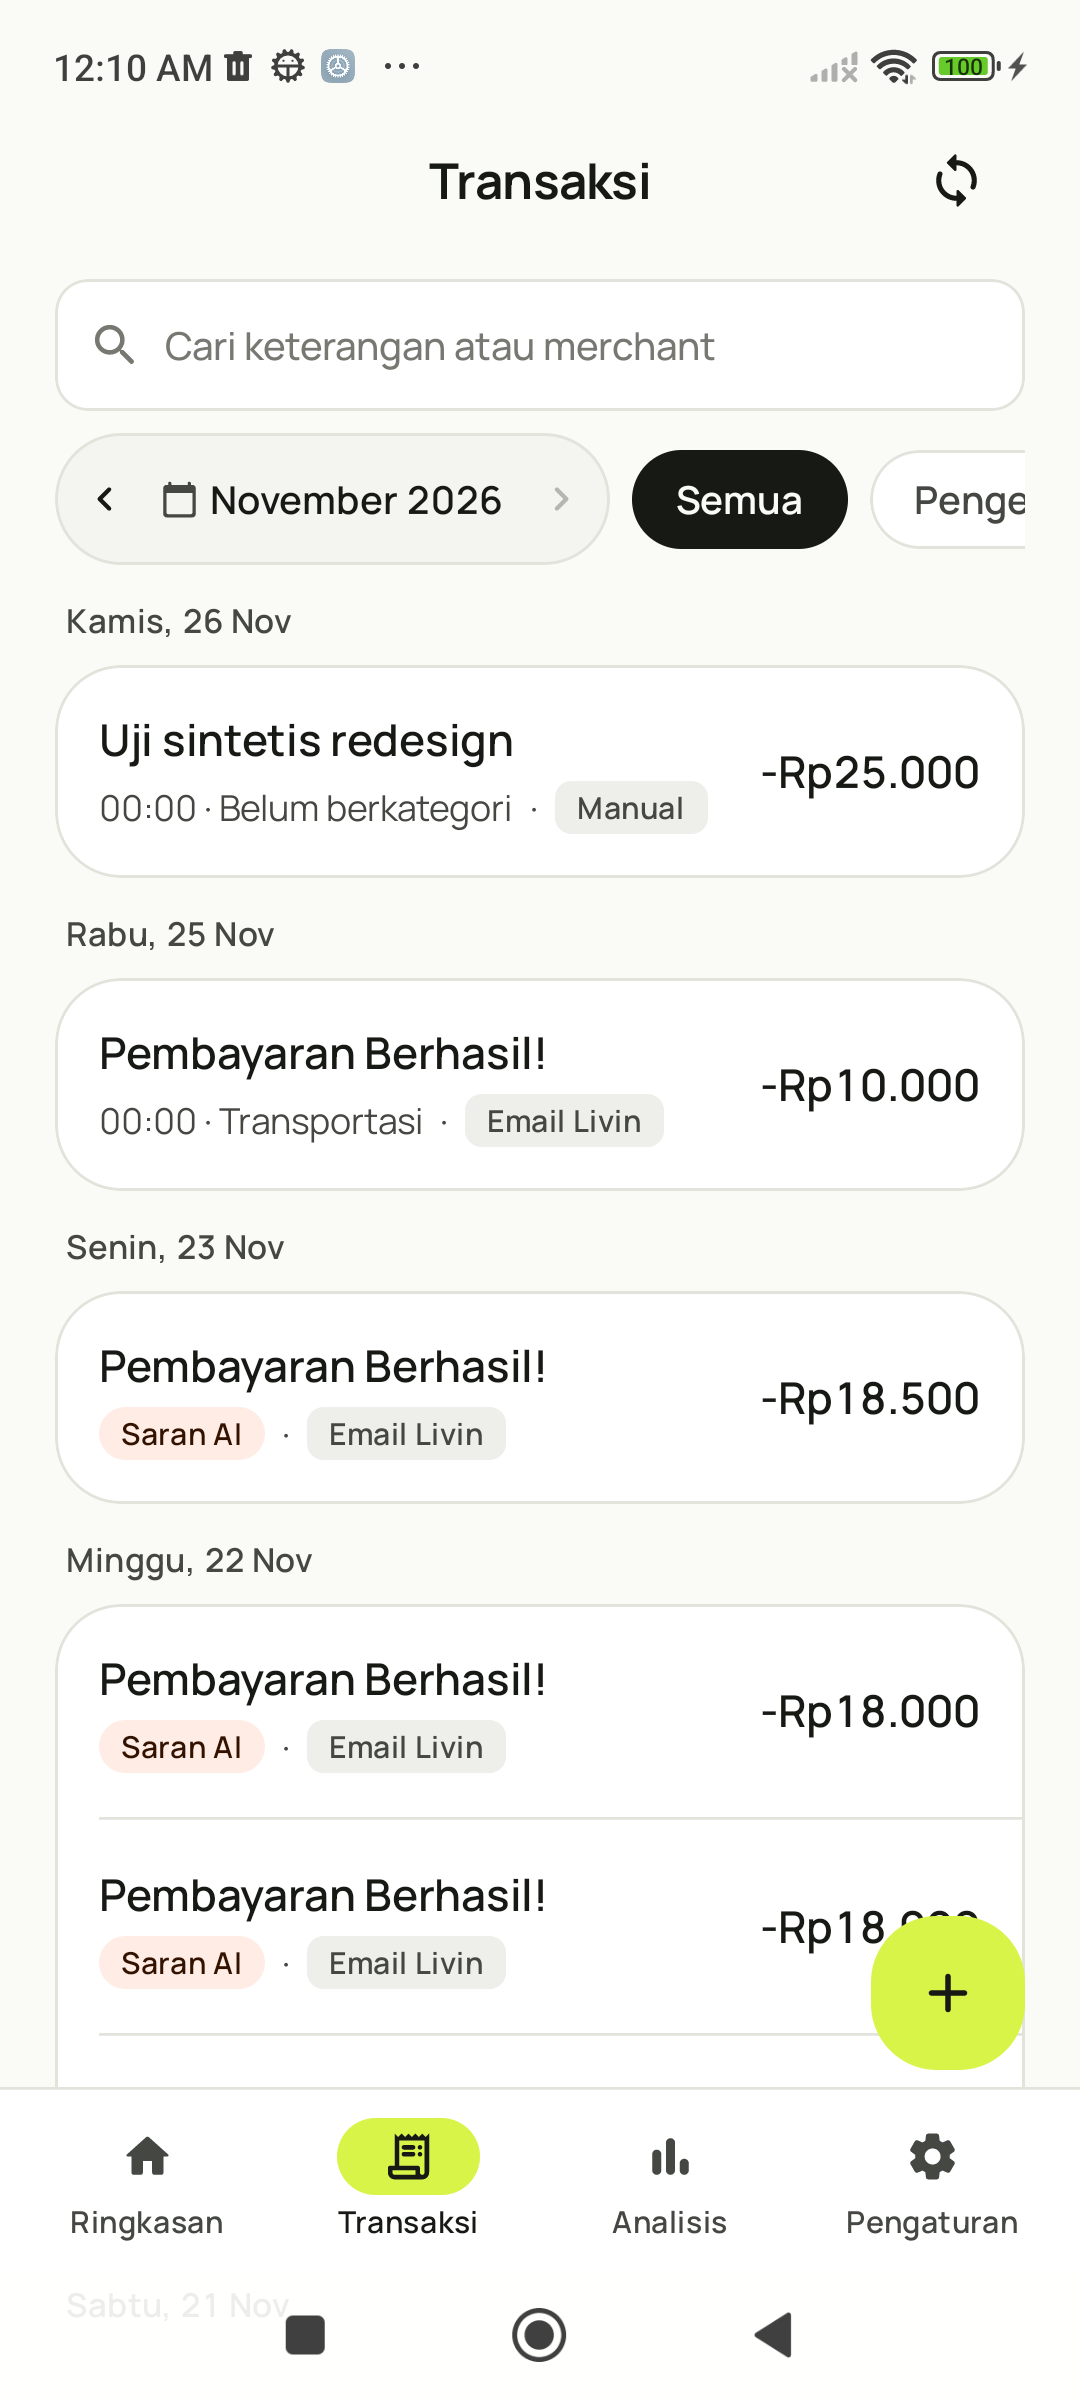 12:10 AM
100
Transaksi
Cari keterangan atau merchant
November 2026
Semua
Penge
Kamis, 26 Nov
Uji sintetis redesign
-Rp25.000
00:00 · Belum berkategori · Manual
Rabu, 25 Nov
Pembayaran Berhasil!
-Rp10.000
00:00 · Transportasi · Email Livin
Senin, 23 Nov
Pembayaran Berhasil!
-Rp18.500
Saran AI · Email Livin
Minggu, 22 Nov
Pembayaran Berhasil!
-Rp18.000
Saran AI · Email Livin
Pembayaran Berhasil!
-Rp18
Saran AI · Email Livin
Ringkasan
Transaksi
Analisis
Pengaturan
Sabtu, 21 Nov